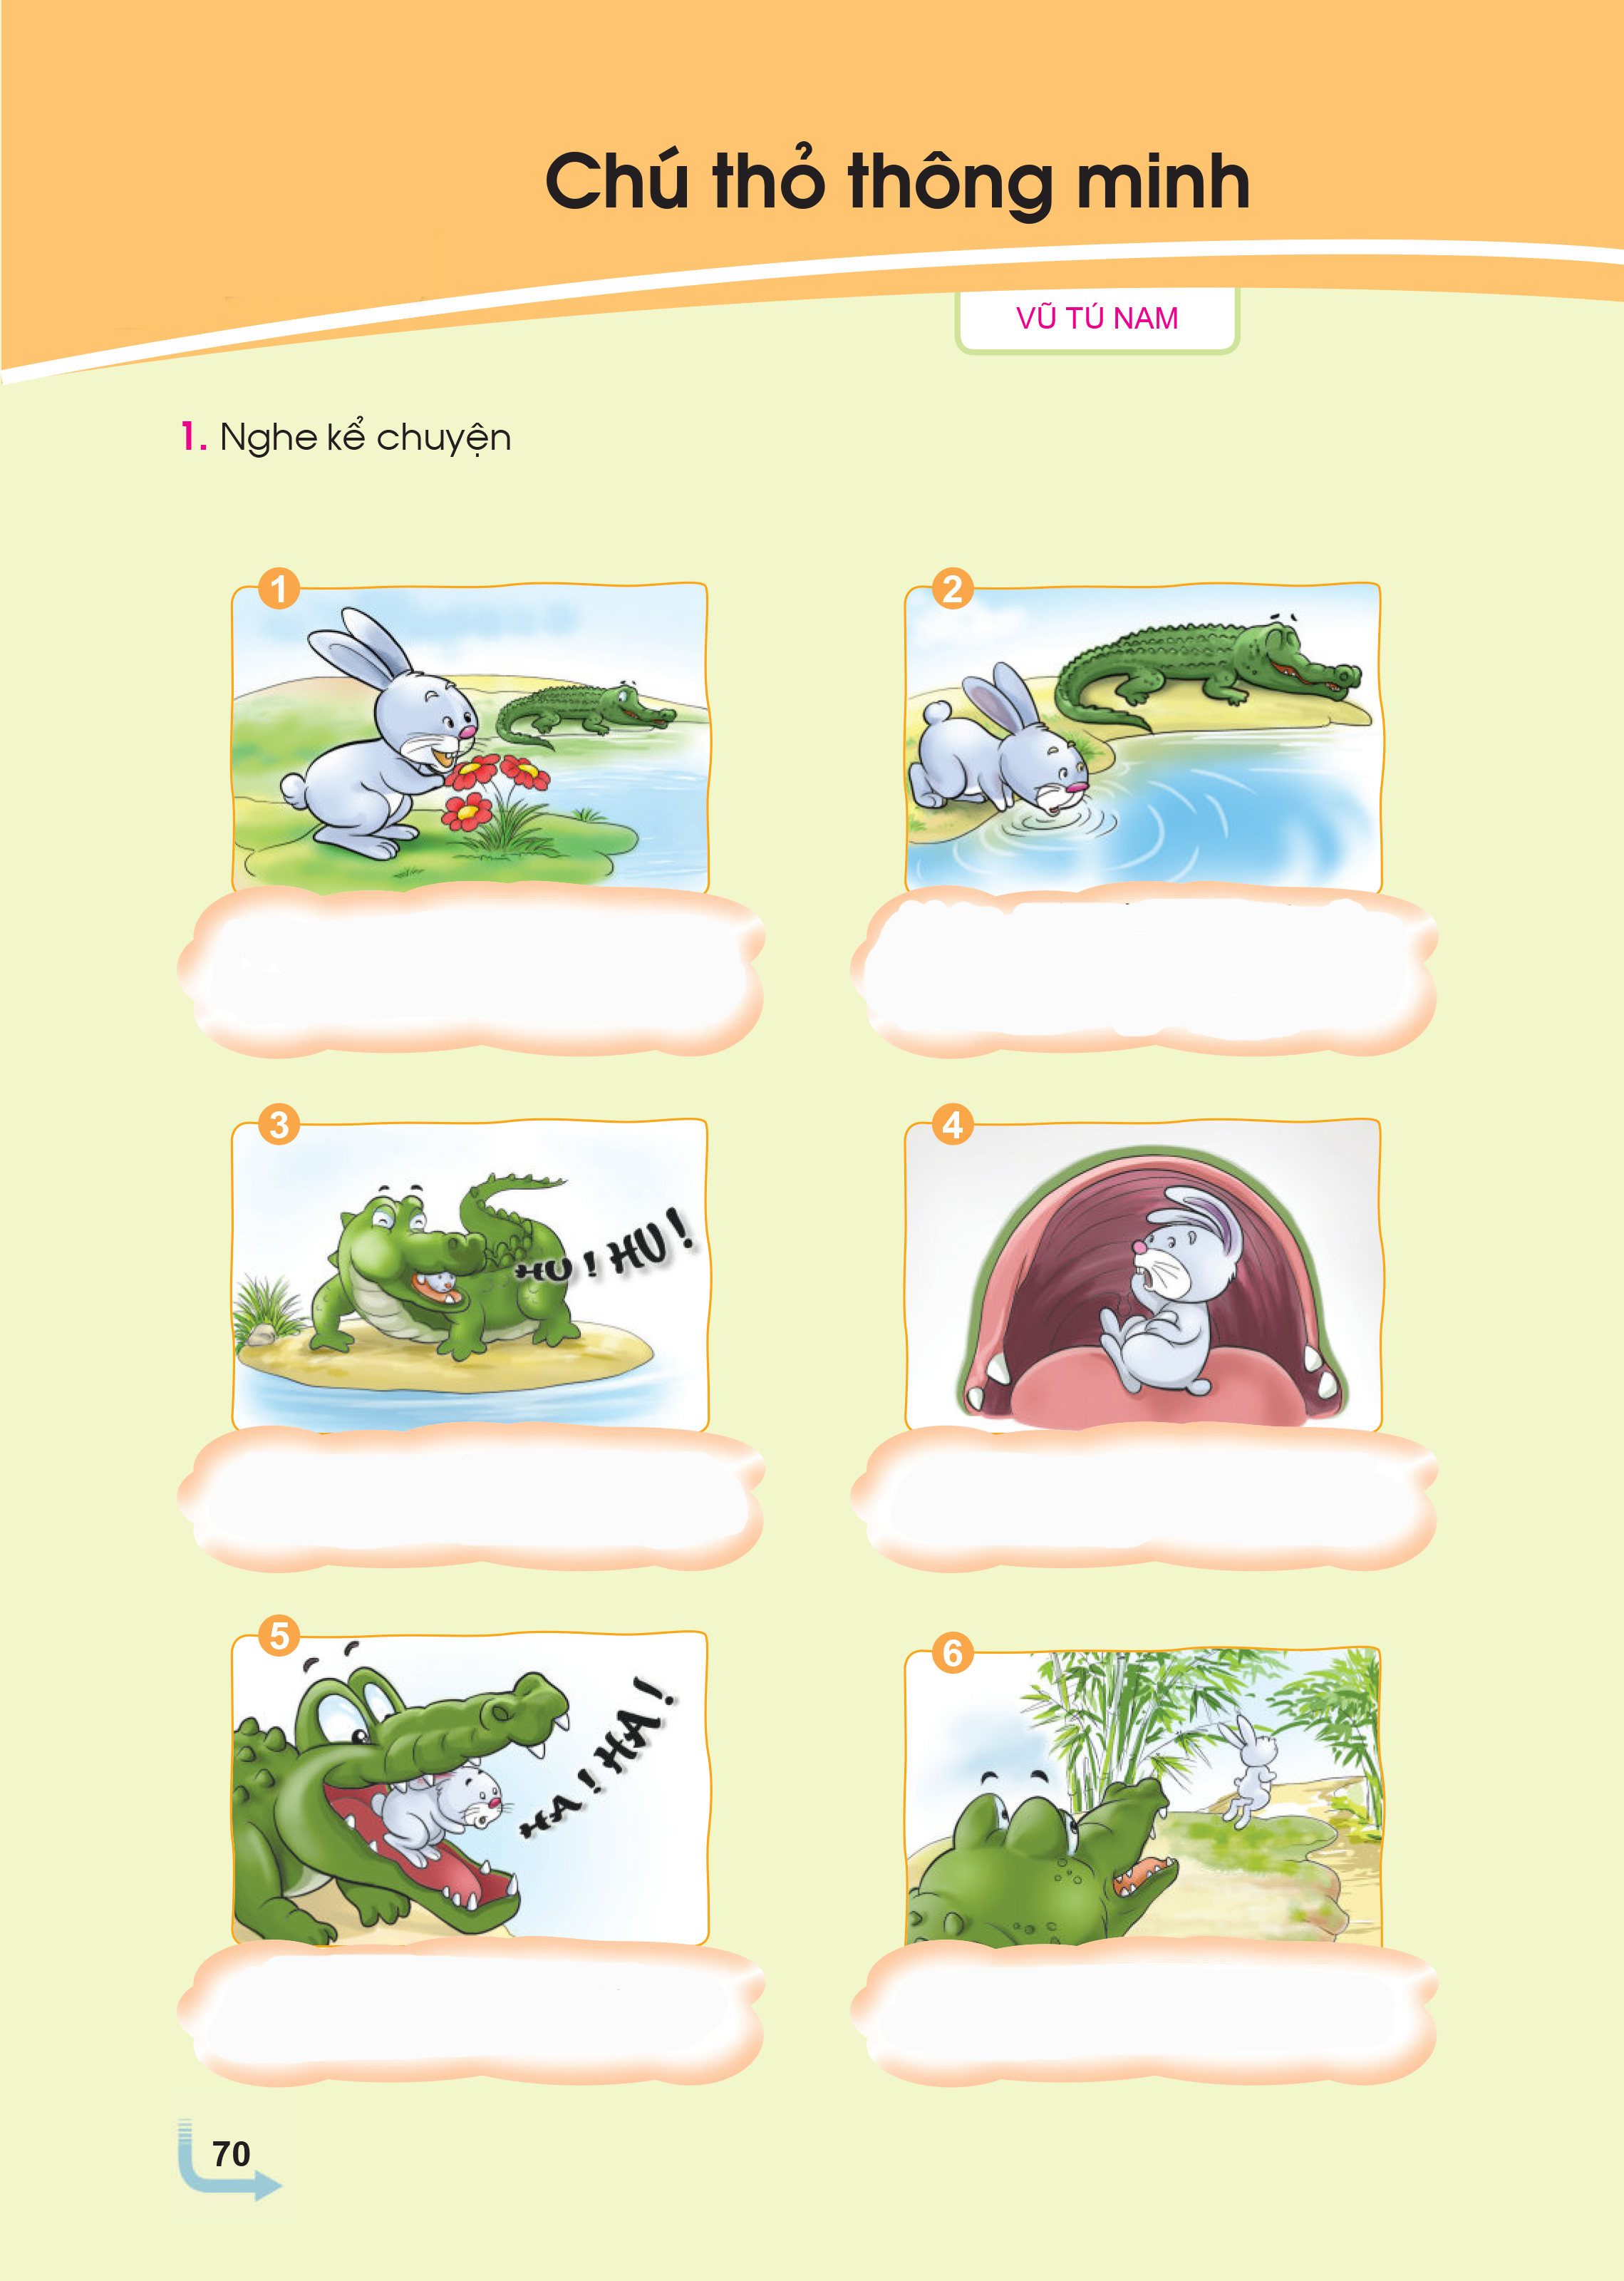 Chú thỏ thông minh
VŨ TÚ NAM
1. Nghe kể chuyện
1
2
3
HU ! HU !
4
5
HA ! HA !
6
70